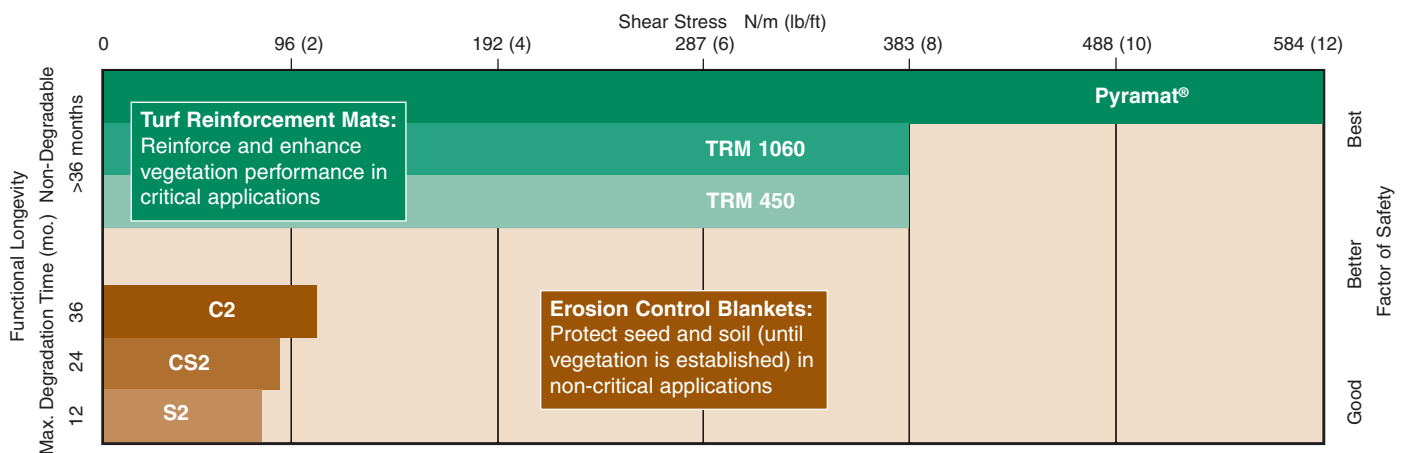 Shear Stress N/m (lb/ft)
0 96 (2) 192 (4) 287 (6) 383 (8) 488 (10) 584 (12)
Functional Longevity
Max. Degradation Time (mo.) Non-Degradable
>36 months
36
24
12
Pyramat®
TRM 1060
TRM 450
Turf Reinforcement Mats:
Reinforce and enhance
vegetation performance in
critical applications
C2
CS2
S2
Erosion Control Blankets:
Protect seed and soil (until
vegetation is established) in
non-critical applications
Best
Better
Good
Factor of Safety